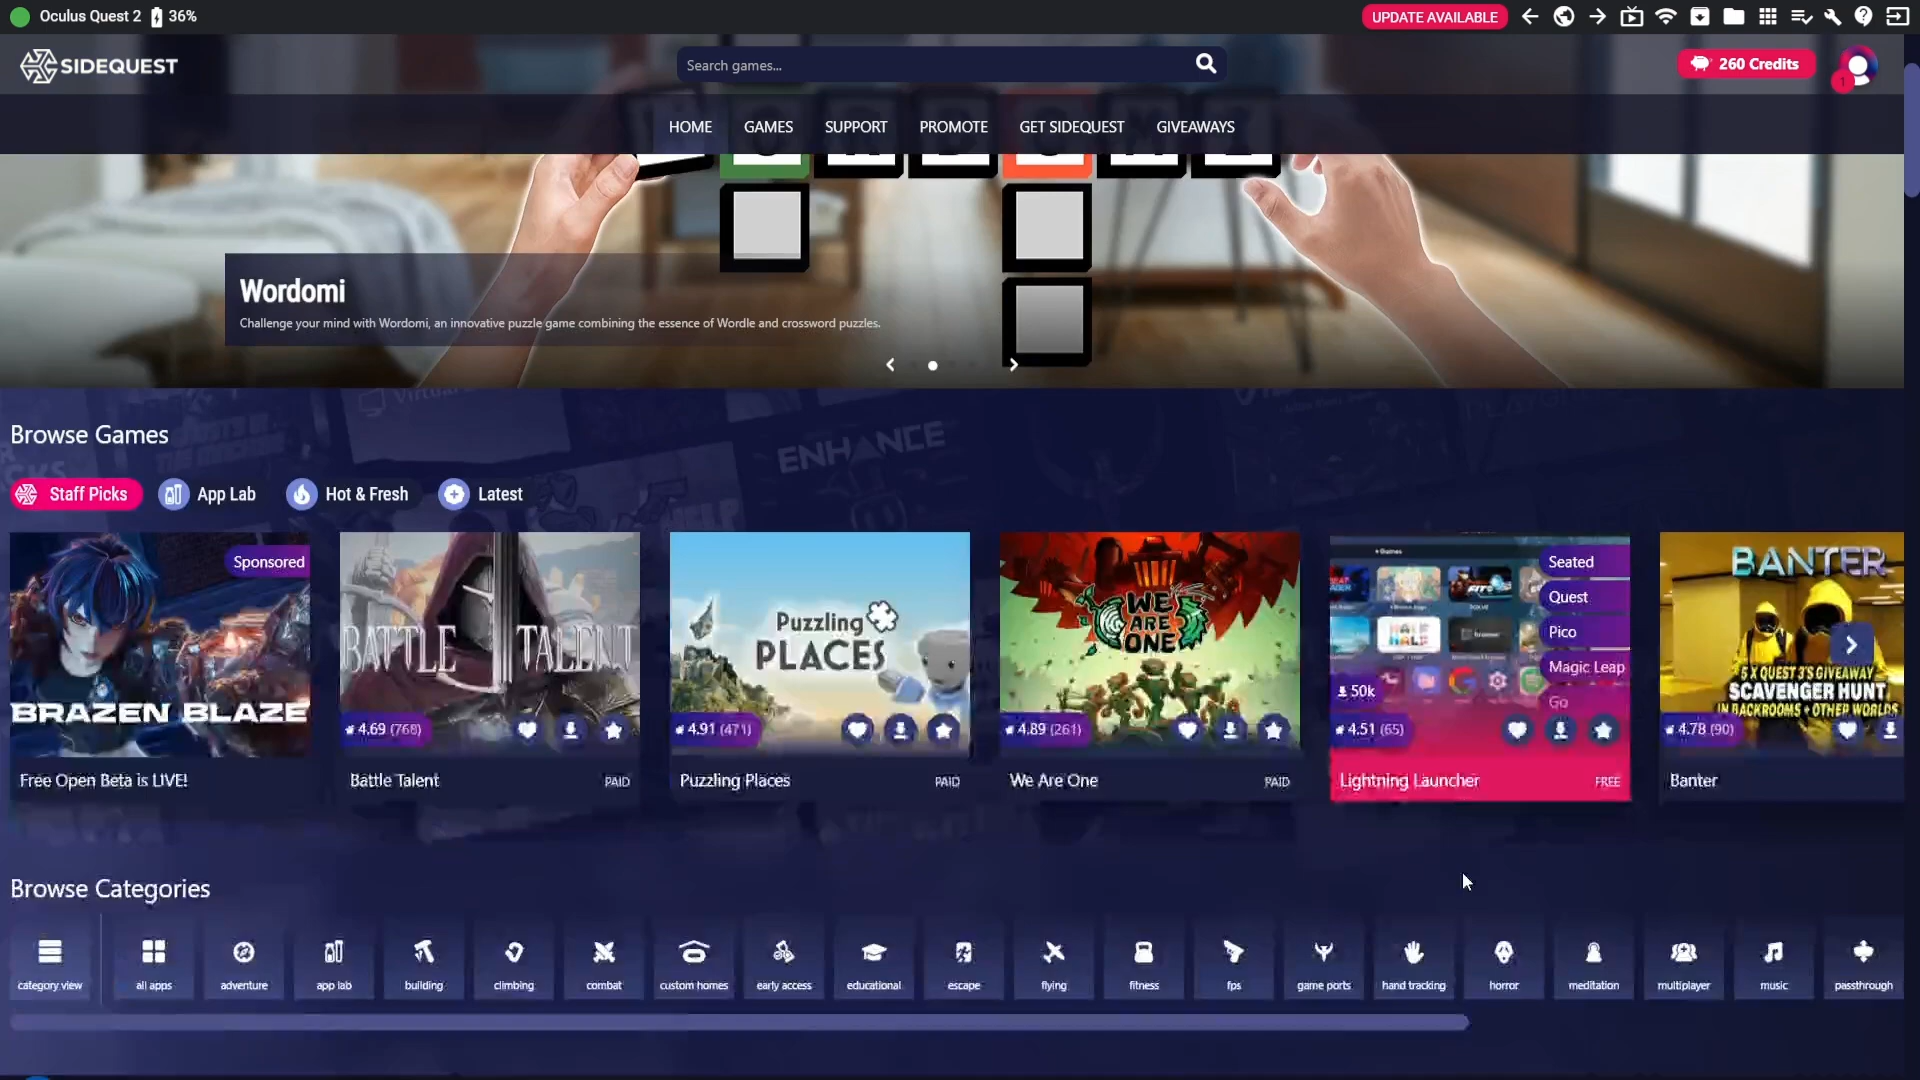 Oculus Quest 2 36%
UPDATE AVAILABLE
SIDEQUEST
Search games...
260 Credits
1
HOME GAMES SUPPORT PROMOTE GET SIDEQUEST GIVEAWAYS
Wordomi
Challenge your mind with Wordomi, an innovative puzzle game combining the essence of Wordle and crossword puzzles.
ENHANCE
Browse Games
Staff Picks App Lab Hot & Fresh Latest
Sponsored
BRAZEN BLAZE
Free Open Beta is LIVE!
BATTLE TALENT
4.69 (768)
Battle Talent PAID
Puzzling PLACES
4.91 (471)
Puzzling Places PAID
WE ARE ONE
4.89 (261)
We Are One PAID
Seated
Quest
Pico
Magic Leap
Go
50k
4.51 (65)
Lightning Launcher FREE
BANTER
5 X QUEST 3'S GIVEAWAY
SCAVENGER HUNT
IN BACKROOMS + OTHER WORLDS
4.78 (90)
Banter
Browse Categories
category view all apps adventure app lab building climbing combat custom homes early access educational escape flying fitness fps game ports hand tracking horror meditation multiplayer music passthrough